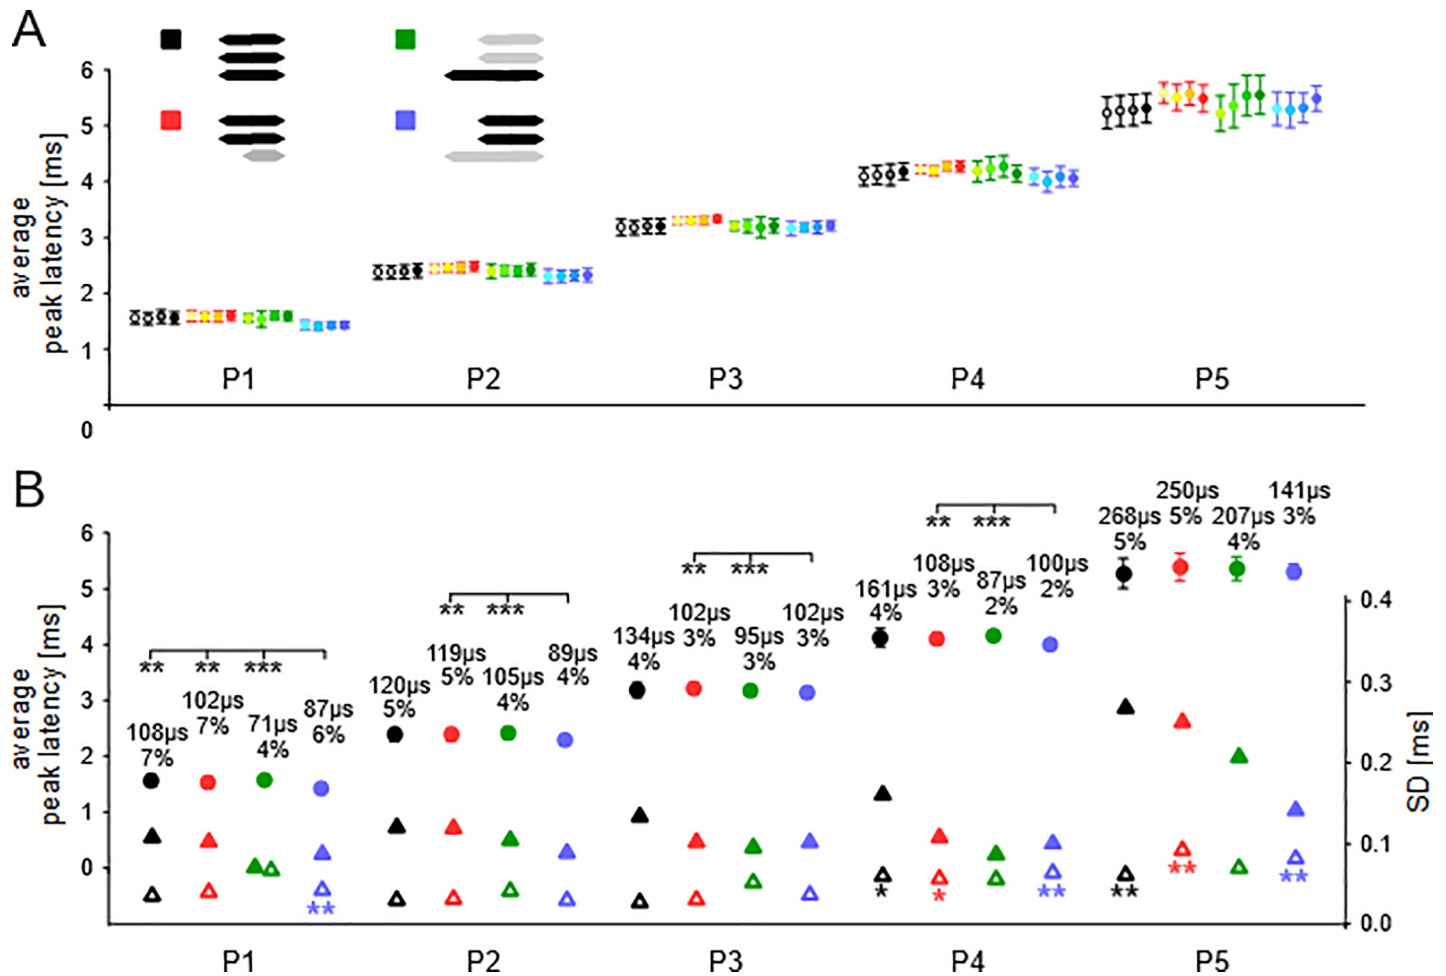 A
6
5
4
3
2
1
0
average
peak latency [ms]
P1 P2 P3 P4 P5
B
6
5
4
3
2
1
0
average
peak latency [ms]
** ** ***
108µs
7%
102µs
7%
71µs
4%
87µs
6%
**
** ***
120µs
5%
119µs
5%
105µs
4%
89µs
4%
** ***
134µs
4%
102µs
3%
95µs
3%
102µs
3%
** ***
161µs
4%
108µs
3%
87µs
2%
100µs
2%
* * **
268µs
5%
250µs
5%
207µs
4%
141µs
3%
** ** **
0.4
0.3
0.2
0.1
0.0
SD [ms]
P1 P2 P3 P4 P5